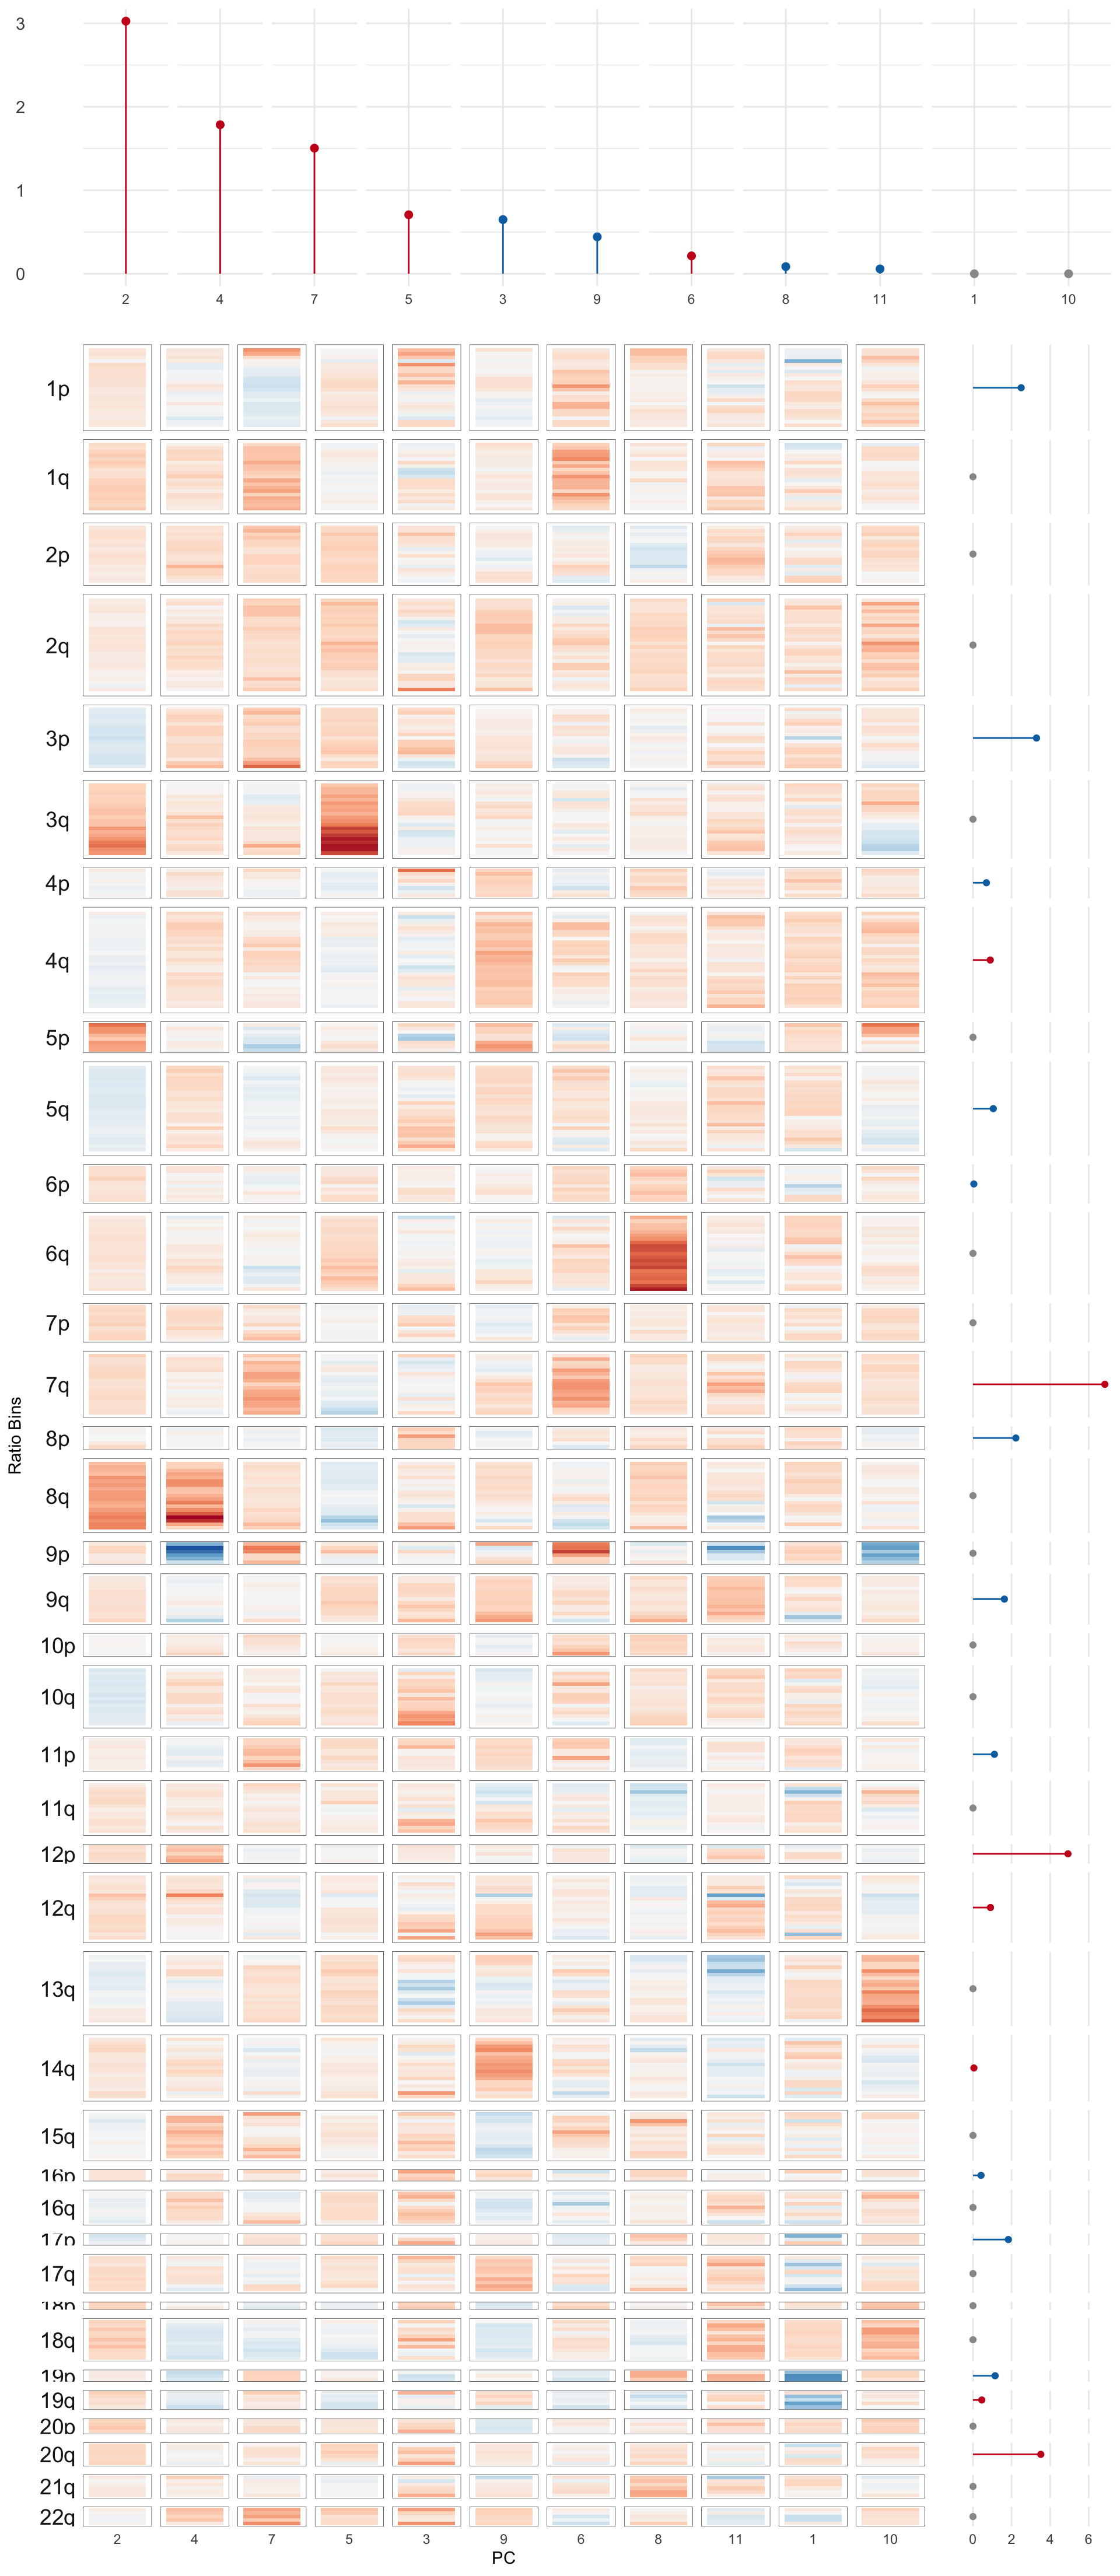 3
2
1
0
2 4 7 5 3 9 6 8 11 1 10
1p
1q
2p
2q
3p
3q
4p
4q
5p
5q
6p
6q
7p
7q
8p
8q
9p
9q
10p
10q
11p
11q
12p
12q
13q
14q
15q
16p
16q
17p
17q
18p
18q
19p
19q
20p
20q
21q
22q
Ratio Bins
2 4 7 5 3 9 6 8 11 1 10 0 2 4 6
PC